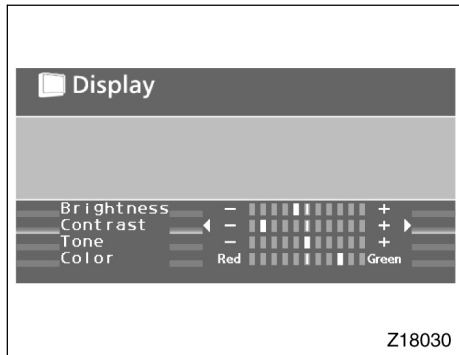 Display
Brightness – +
Contrast – +
Tone – +
Color Red Green
Z18030